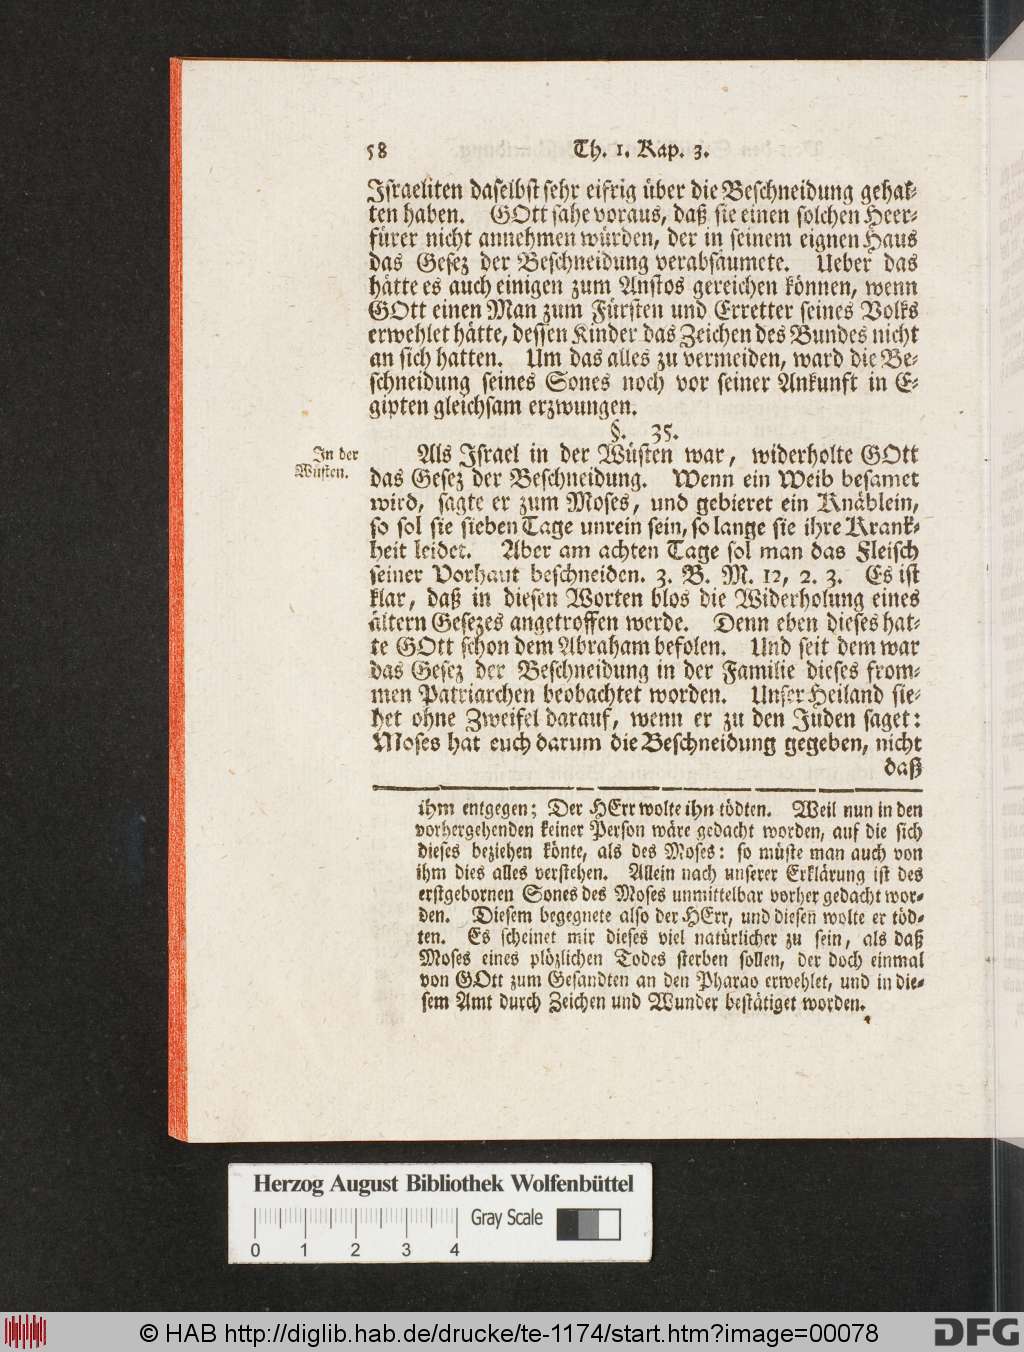 58 Th. 1. Kap. 3.
Israeliten daselbst sehr eifrig über die Beschneidung gehal-
ten haben. GOtt sahe voraus, daß sie einen solchen Heer-
fürer nicht annehmen würden, der in seinem eignen Haus
das Gesez der Beschneidung verabsäumete. Ueber das
hätte es auch einigen zum Anstos gereichen können, wenn
GOtt einen Man zum Fürsten und Erretter seines Volks
erwehlet hätte, dessen Kinder das Zeichen des Bundes nicht
an sich hatten. Um das alles zu vermeiden, ward die Be-
schneidung seines Sones noch vor seiner Ankunft in E-
gipten gleichsam erzwungen.
§. 35.
In der
Wüsten.
Als Israel in der Wüsten war, widerholte GOtt
das Gesez der Beschneidung. Wenn ein Weib besamet
wird, sagte er zum Moses, und gebieret ein Knäblein,
so sol sie sieben Tage unrein sein, so lange sie ihre Krank-
heit leidet. Aber am achten Tage sol man das Fleisch
seiner Vorhaut beschneiden. 3. B. M. 12, 2. 3. Es ist
klar, daß in diesen Worten blos die Widerholung eines
ältern Gesezes angetroffen werde. Denn eben dieses hat-
te GOtt schon dem Abraham befolen. Und seit dem war
das Gesez der Beschneidung in der Familie dieses from-
men Patriarchen beobachtet worden. Unser Heiland sie-
het ohne Zweifel darauf, wenn er zu den Jüden saget:
Moses hat euch darum die Beschneidung gegeben, nicht
daß
ihm entgegen; Der HErr wolte ihn tödten. Weil nun in den
vorhergehenden keiner Person wäre gedacht worden, auf die sich
dieses beziehen könte, als des Moses: so müste man auch von
ihm dies alles verstehen. Allein nach unserer Erklärung ist des
erstgebornen Sones des Moses unmittelbar vorher gedacht wor-
den. Diesem begegnete also der HErr, und diesen wolte er töd-
ten. Es scheinet mir dieses viel natürlicher zu sein, als daß
Moses eines plözlichen Todes sterben sollen, der doch einmal
von GOtt zum Gesandten an den Pharao erwehlet, und in die-
sem Amt durch Zeichen und Wunder bestätiget worden.
Herzog August Bibliothek Wolfenbüttel
Gray Scale
0 1 2 3 4
© HAB http://diglib.hab.de/drucke/te-1174/start.htm?image=00078
DFG